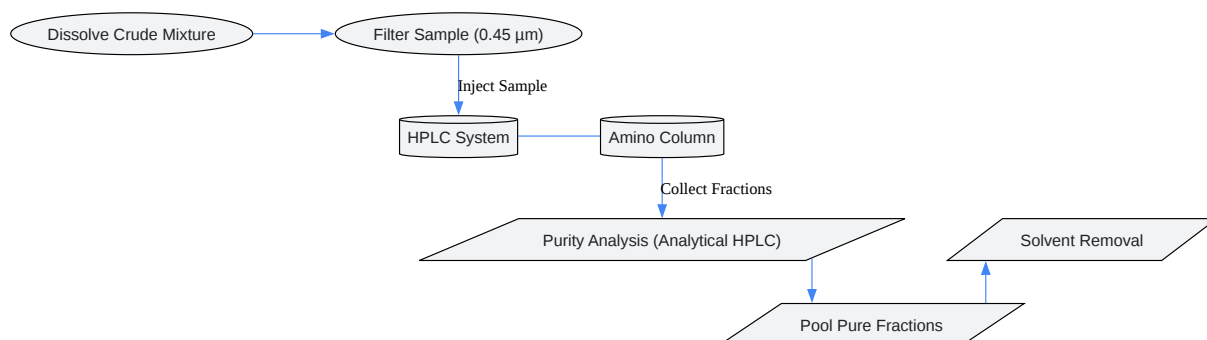 Dissolve Crude Mixture
Filter Sample (0.45 µm)
Inject Sample
HPLC System
Amino Column
Collect Fractions
Purity Analysis (Analytical HPLC)
Solvent Removal
Pool Pure Fractions